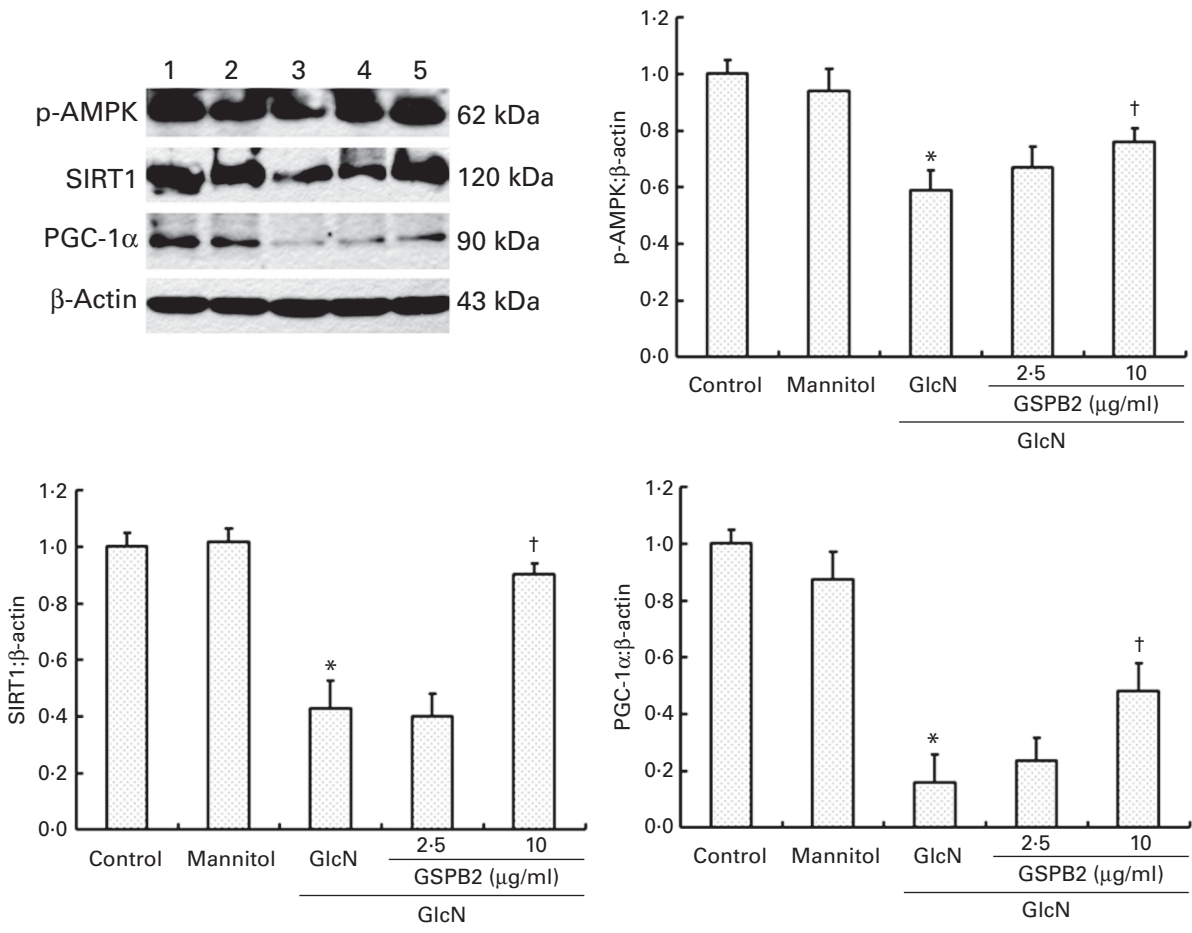 1 2 3 4 5
p-AMPK 62 kDa
SIRT1 120 kDa
PGC-1α 90 kDa
β-Actin 43 kDa
p-AMPK:β-actin
1·2
1·0
0·8
0·6
0·4
0·2
0·0
*
†
Control Mannitol GlcN 2·5 10
GSPB2 (μg/ml)
GlcN
SIRT1:β-actin
1·2
1·0
0·8
0·6
0·4
0·2
0·0
*
†
Control Mannitol GlcN 2·5 10
GSPB2 (μg/ml)
GlcN
PGC-1α:β-actin
1·2
1·0
0·8
0·6
0·4
0·2
0·0
*
†
Control Mannitol GlcN 2·5 10
GSPB2 (μg/ml)
GlcN